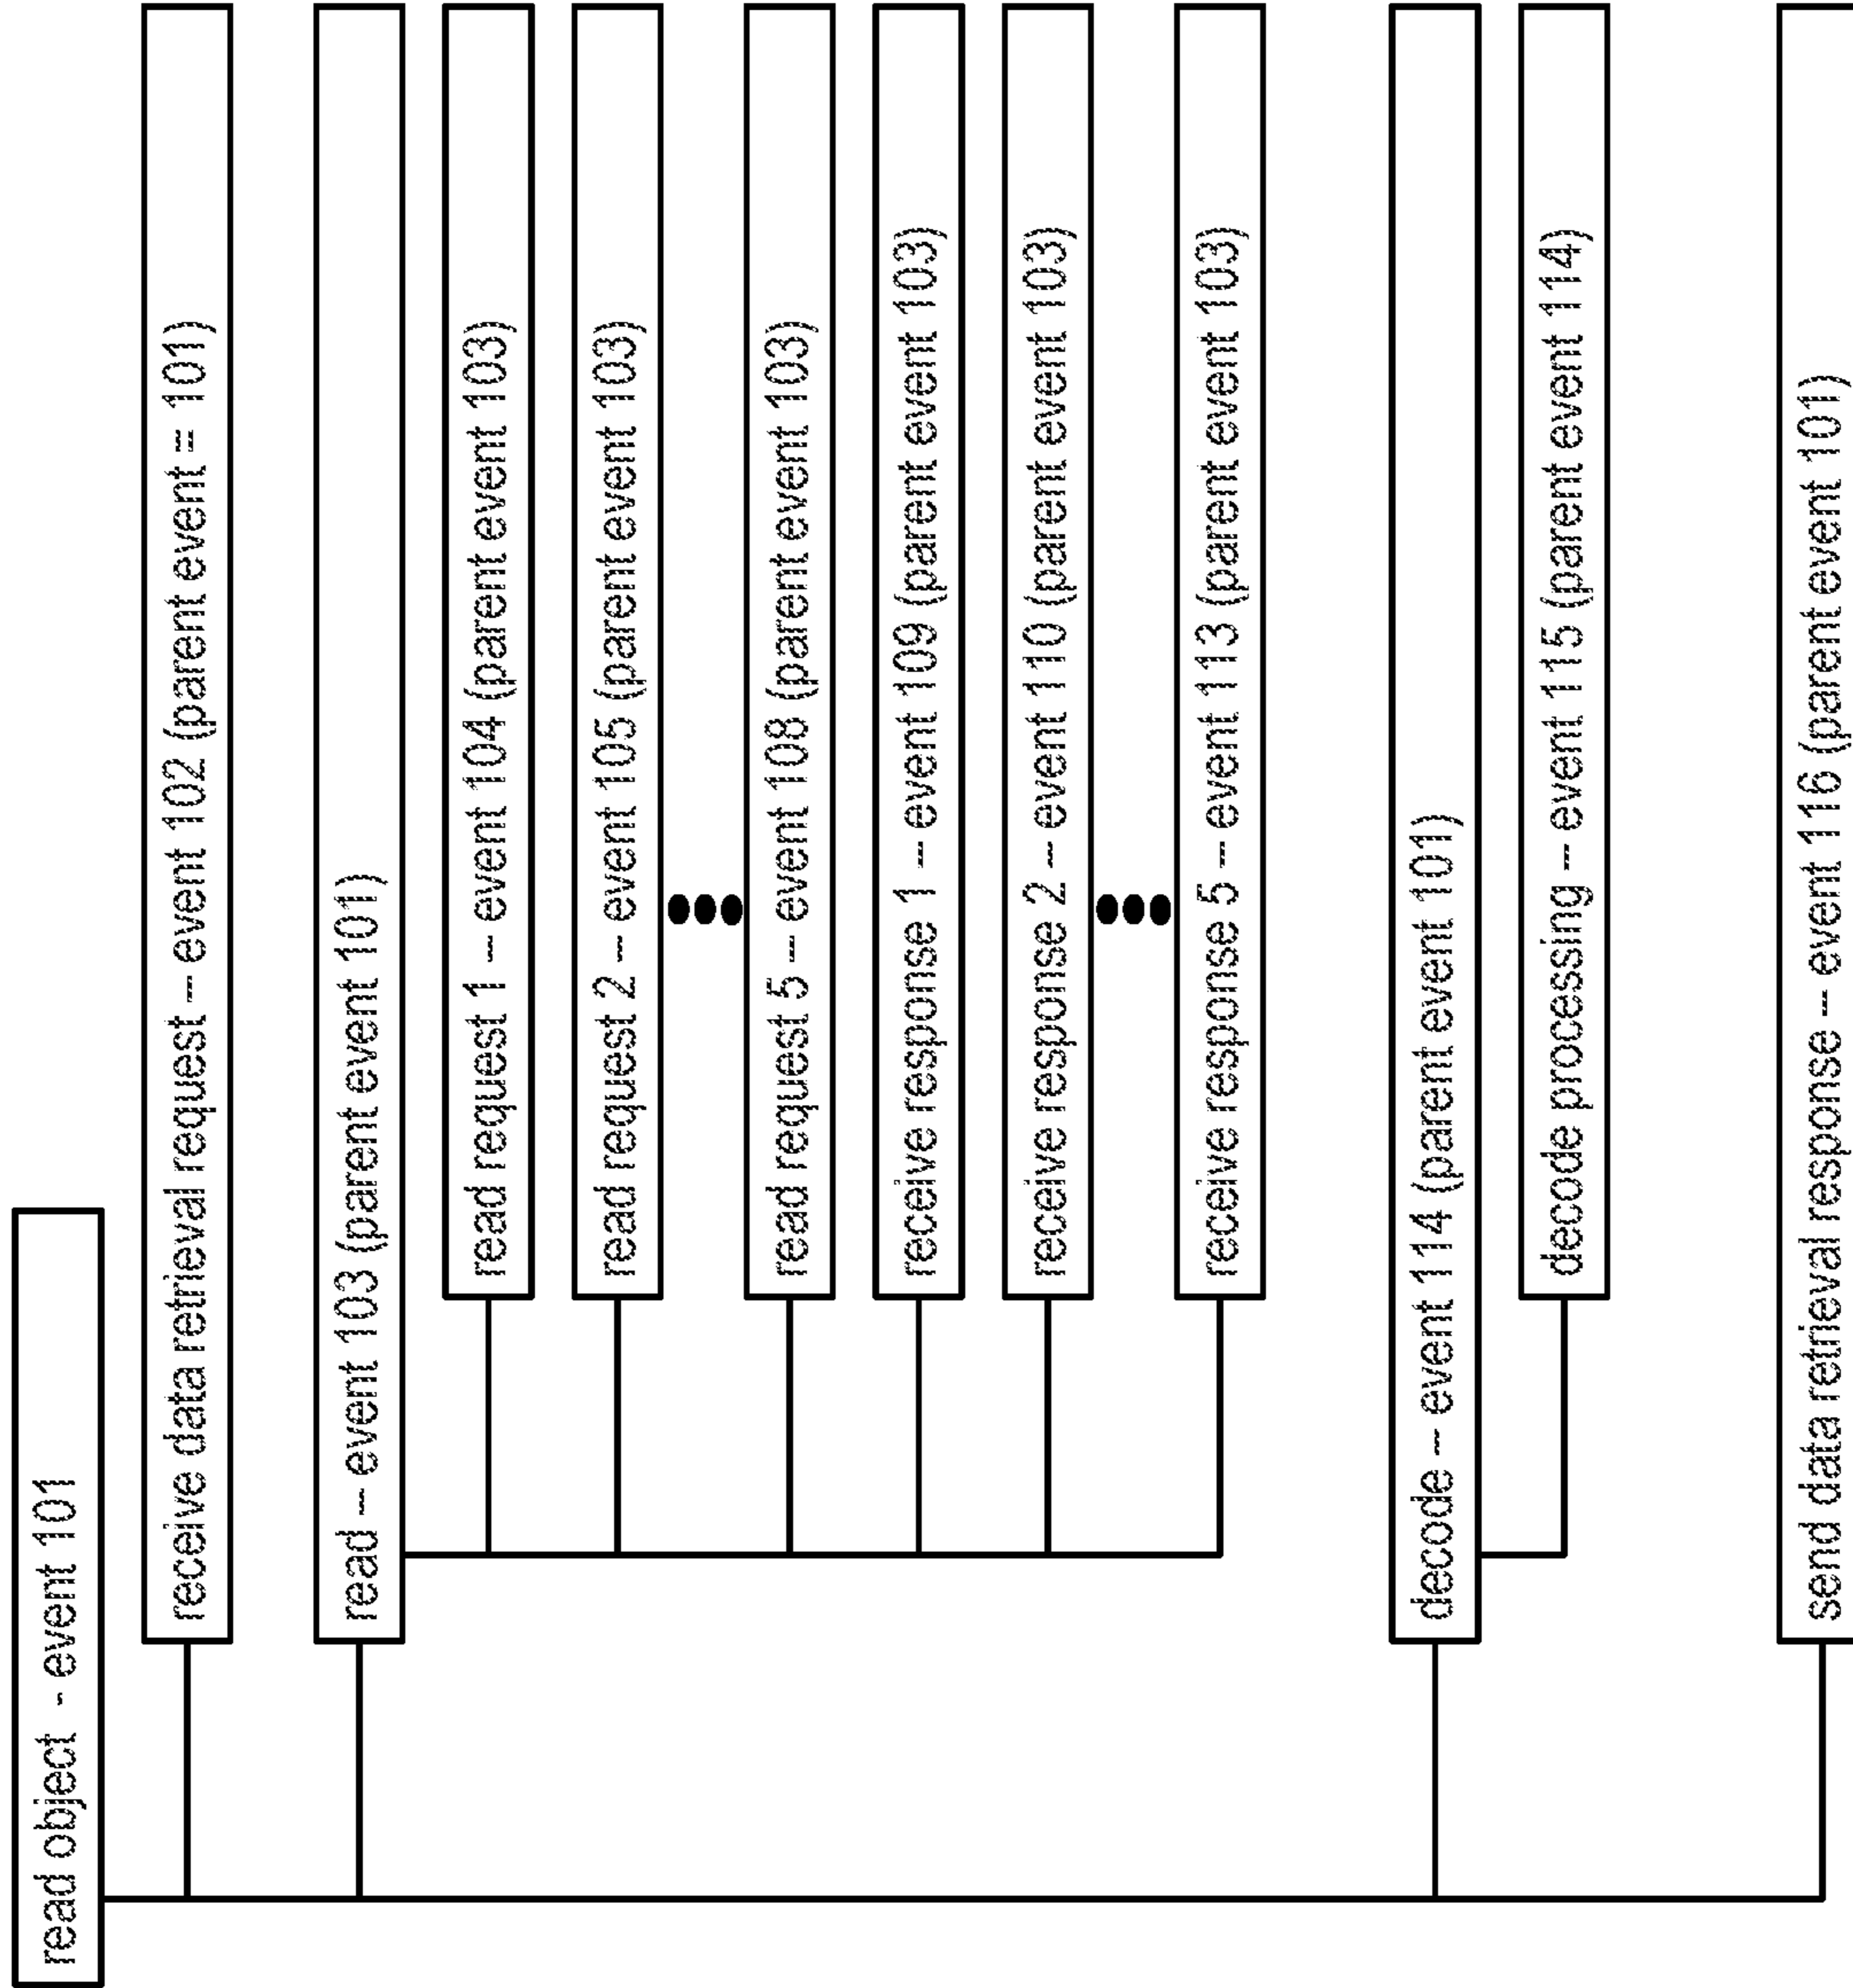 read object - event 101
receive data retrieval request -- event 102 (parent event = 101)
read -- event 103 (parent event 101)
read request 1 -- event 104 (parent event 103)
read request 2 -- event 105 (parent event 103)
read request 5 -- event 108 (parent event 103)
receive response 1 -- event 109 (parent event 103)
receive response 2 -- event 110 (parent event 103)
receive response 5 -- event 113 (parent event 103)
decode -- event 114 (parent event 101)
decode processing -- event 115 (parent event 114)
send data retrieval response -- event 116 (parent event 101)